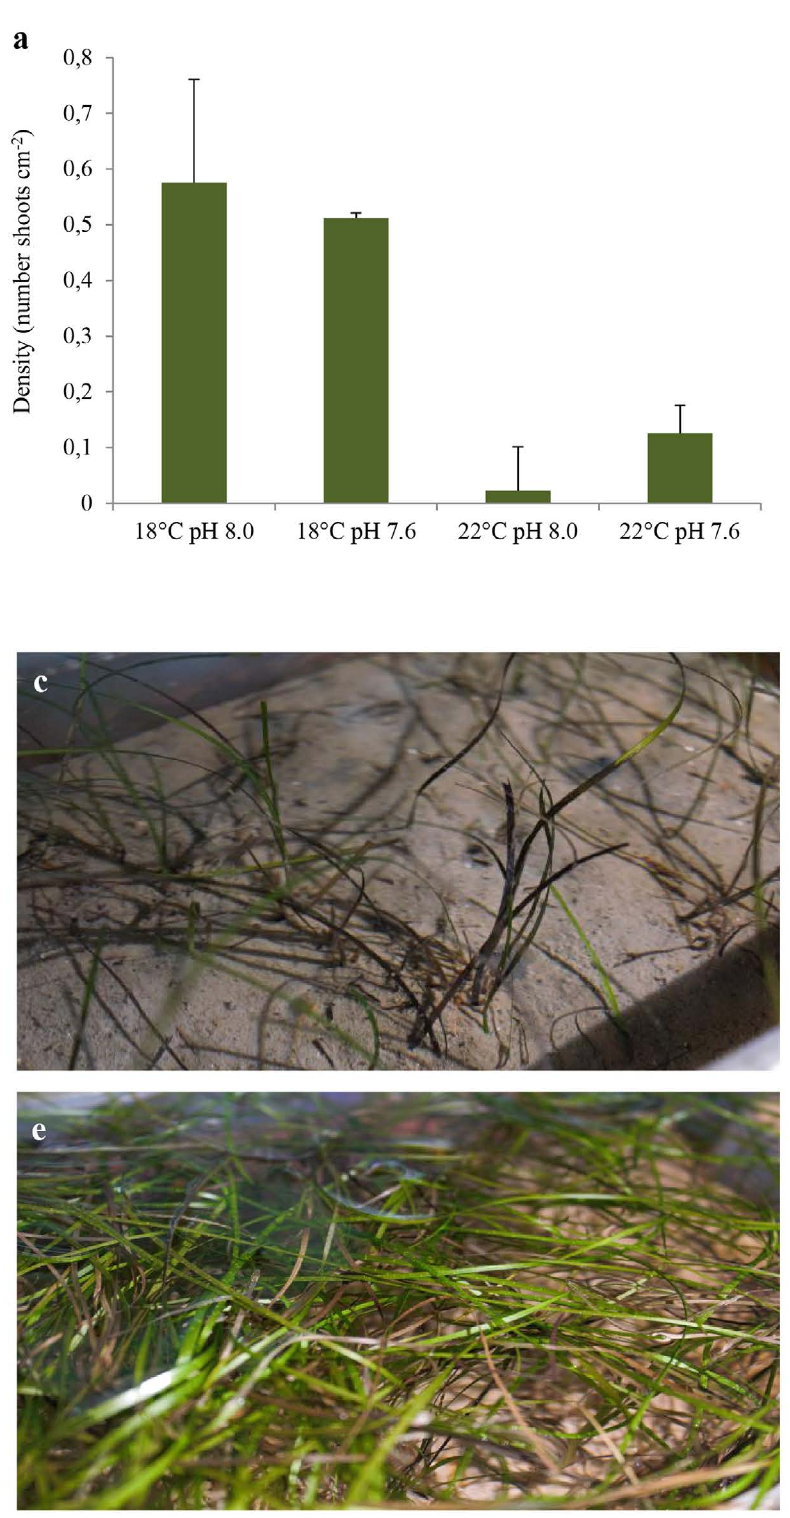 a
Density (number shoots cm-2)
0,8
0,7
0,6
0,5
0,4
0,3
0,2
0,1
0
18°C pH 8.0
18°C pH 7.6
22°C pH 8.0
22°C pH 7.6
c
e